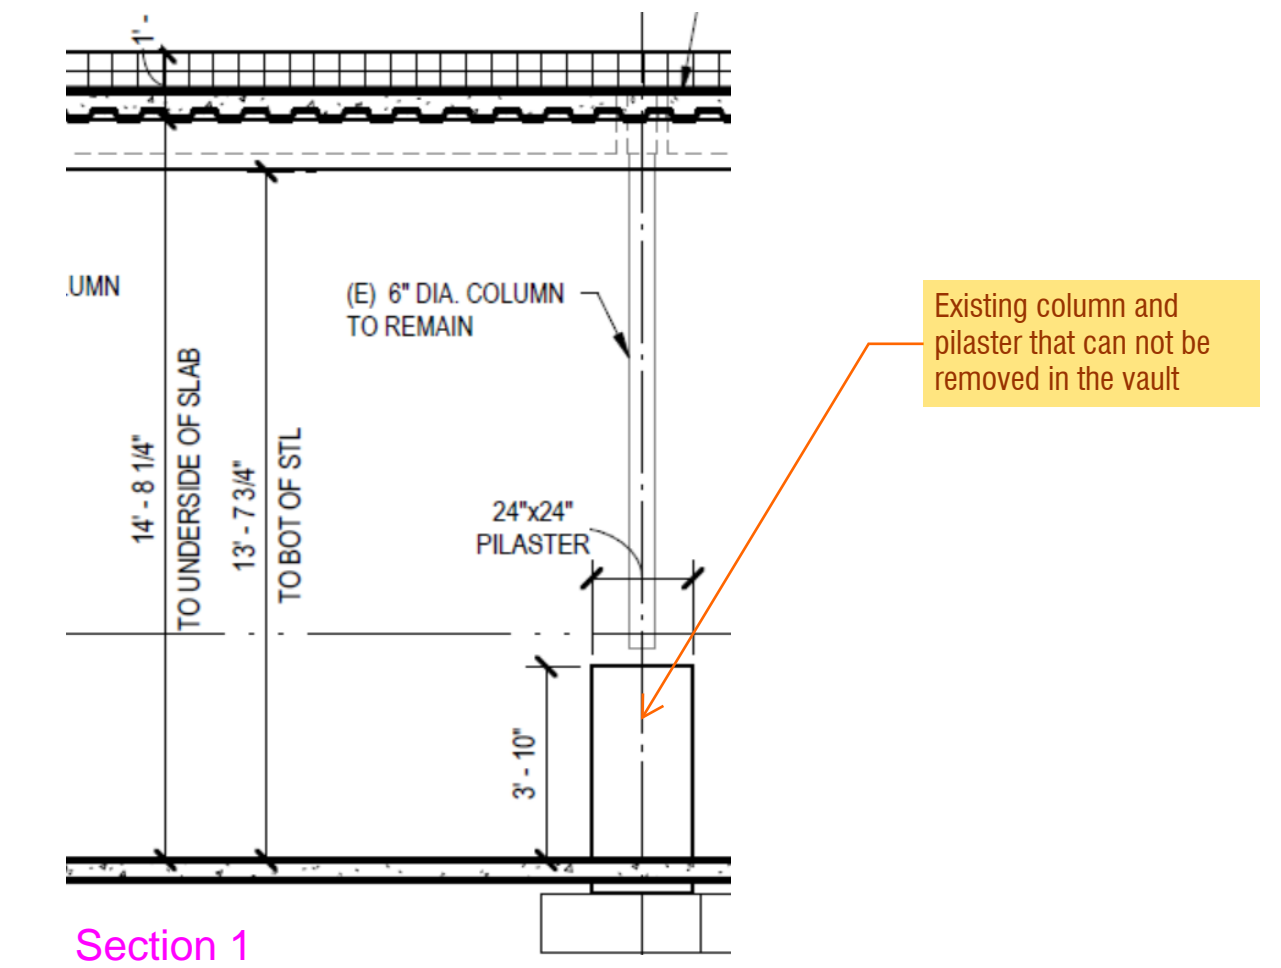 1' -
.UMN
(E) 6" DIA. COLUMN
TO REMAIN
Existing column and
pilaster that can not be
removed in the vault
14' - 8 1/4"
TO UNDERSIDE OF SLAB
13' - 7 3/4"
TO BOT OF STL
24"x24"
PILASTER
3' - 10"
Section 1